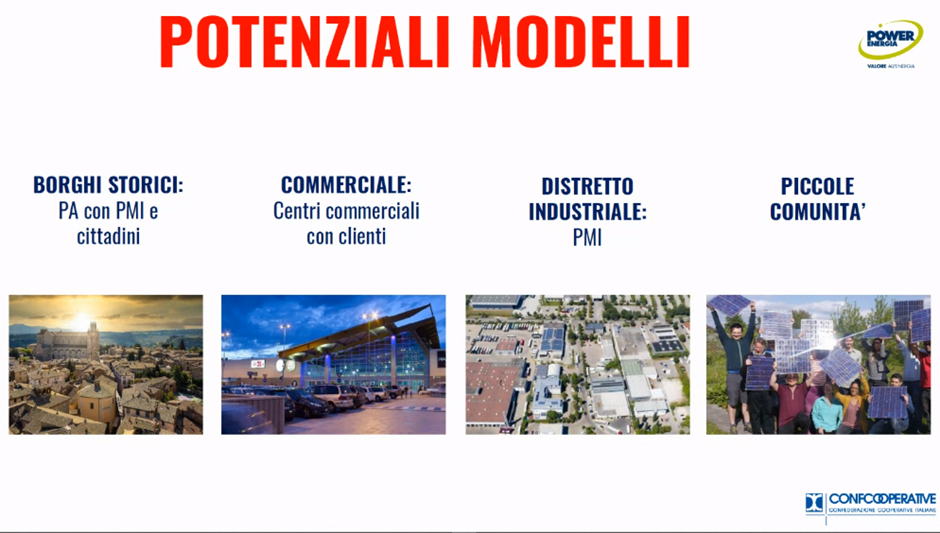 POTENZIALI MODELLI
POWER
ENERGIA
VALORE ALL'ENERGIA
BORGHI STORICI:
PA con PMI e
cittadini
COMMERCIALE:
Centri commerciali
con clienti
DISTRETTO
INDUSTRIALE:
PMI
PICCOLE
COMUNITA'
CONFCOOPERATIVE
CONFEDERAZIONE COOPERATIVE ITALIANE